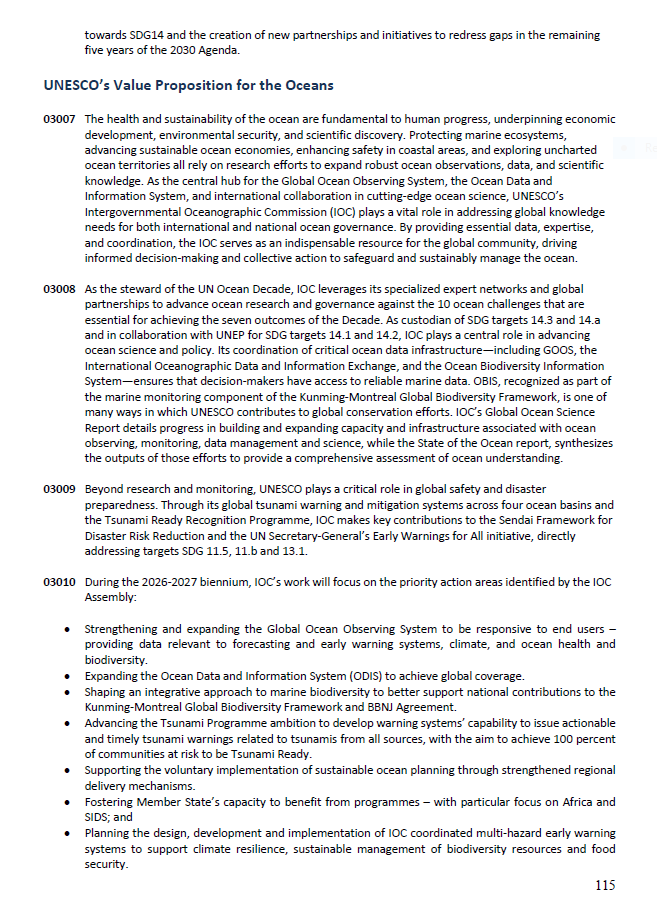 towards SDG14 and the creation of new partnerships and initiatives to redress gaps in the remaining
five years of the 2030 Agenda.
UNESCO's Value Proposition for the Oceans
03007 The health and sustainability of the ocean are fundamental to human progress, underpinning economic
development, environmental security, and scientific discovery. Protecting marine ecosystems,
advancing sustainable ocean economies, enhancing safety in coastal areas, and exploring uncharted
ocean territories all rely on research efforts to expand robust ocean observations, data, and scientific
knowledge. As the central hub for the Global Ocean Observing System, the Ocean Data and
Information System, and international collaboration in cutting-edge ocean science, UNESCO's
Intergovernmental Oceanographic Commission (IOC) plays a vital role in addressing global knowledge
needs for both international and national ocean governance. By providing essential data, expertise,
and coordination, the IOC serves as an indispensable resource for the global community, driving
informed decision-making and collective action to safeguard and sustainably manage the ocean.
03008 As the steward of the UN Ocean Decade, IOC leverages its specialized expert networks and global
partnerships to advance ocean research and governance against the 10 ocean challenges that are
essential for achieving the seven outcomes of the Decade. As custodian of SDG targets 14.3 and 14.a
and in collaboration with UNEP for SDG targets 14.1 and 14.2, IOC plays a central role in advancing
ocean science and policy. Its coordination of critical ocean data infrastructure—including GOOS, the
International Oceanographic Data and Information Exchange, and the Ocean Biodiversity Information
System—ensures that decision-makers have access to reliable marine data. OBIS, recognized as part of
the marine monitoring component of the Kunming-Montreal Global Biodiversity Framework, is one of
many ways in which UNESCO contributes to global conservation efforts. IOC's Global Ocean Science
Report details progress in building and expanding capacity and infrastructure associated with ocean
observing, monitoring, data management and science, while the State of the Ocean report, synthesizes
the outputs of those efforts to provide a comprehensive assessment of ocean understanding.
03009 Beyond research and monitoring, UNESCO plays a critical role in global safety and disaster
preparedness. Through its global tsunami warning and mitigation systems across four ocean basins and
the Tsunami Ready Recognition Programme, IOC makes key contributions to the Sendai Framework for
Disaster Risk Reduction and the UN Secretary-General's Early Warnings for All initiative, directly
addressing targets SDG 11.5, 11.b and 13.1.
03010 During the 2026-2027 biennium, IOC's work will focus on the priority action areas identified by the IOC
Assembly:
• Strengthening and expanding the Global Ocean Observing System to be responsive to end users –
providing data relevant to forecasting and early warning systems, climate, and ocean health and
biodiversity.
• Expanding the Ocean Data and Information System (ODIS) to achieve global coverage.
• Shaping an integrative approach to marine biodiversity to better support national contributions to the
Kunming-Montreal Global Biodiversity Framework and BBNJ Agreement.
• Advancing the Tsunami Programme ambition to develop warning systems' capability to issue actionable
and timely tsunami warnings related to tsunamis from all sources, with the aim to achieve 100 percent
of communities at risk to be Tsunami Ready.
• Supporting the voluntary implementation of sustainable ocean planning through strengthened regional
delivery mechanisms.
• Fostering Member State's capacity to benefit from programmes – with particular focus on Africa and
SIDS; and
• Planning the design, development and implementation of IOC coordinated multi-hazard early warning
systems to support climate resilience, sustainable management of biodiversity resources and food
security.
115